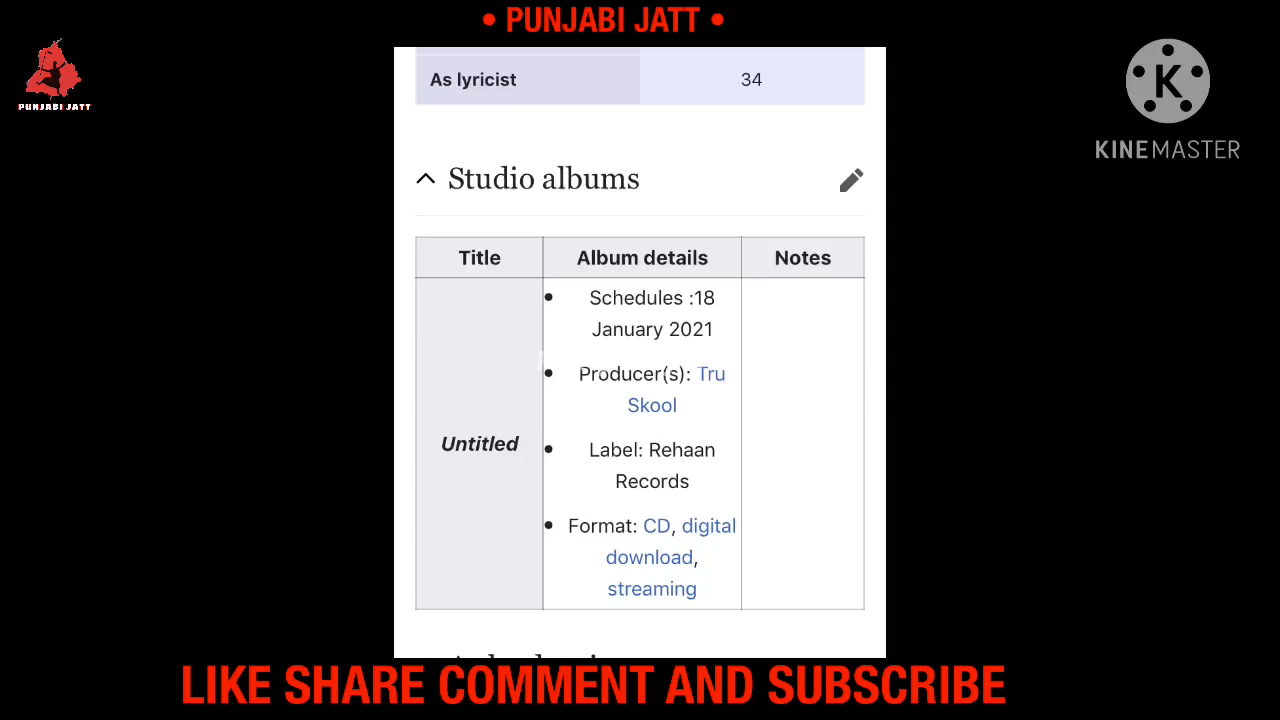 • PUNJABI JATT •
PUNJABI JATT
K
KINEMASTER
As lyricist 34
Studio albums
Title Album details Notes
Untitled
• Schedules :18
January 2021
• Producer(s): Tru
Skool
• Label: Rehaan
Records
• Format: CD, digital
download,
streaming
LIKE SHARE COMMENT AND SUBSCRIBE